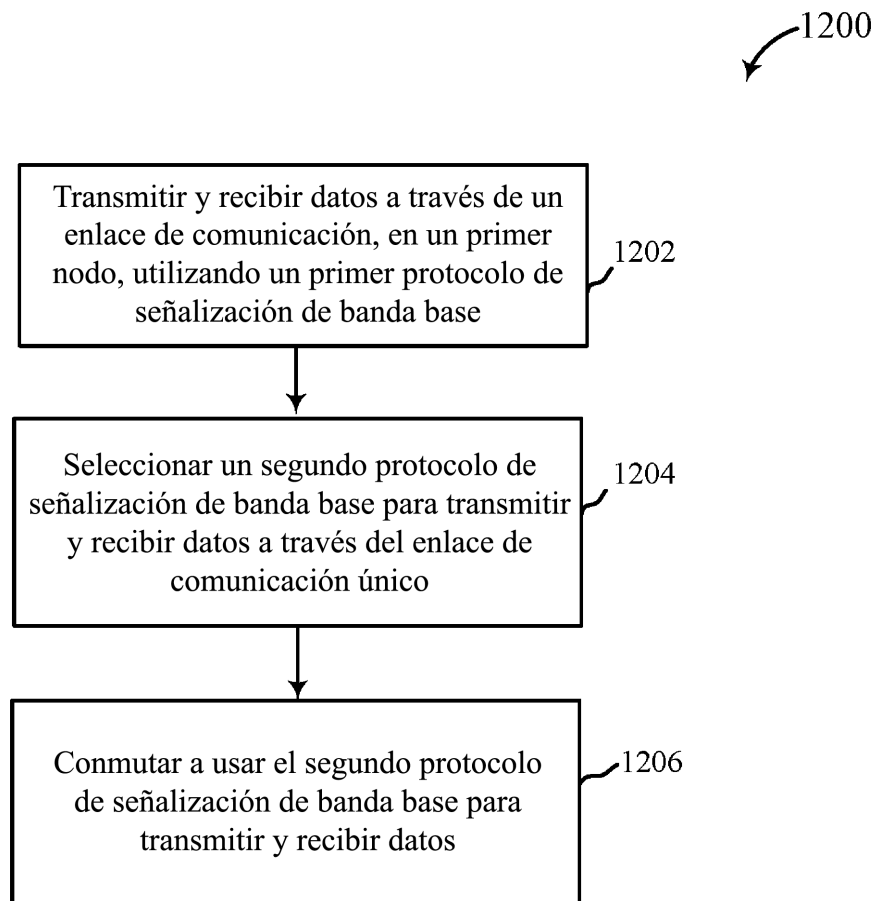 1200
Transmitir y recibir datos a través de un
enlace de comunicación, en un primer
nodo, utilizando un primer protocolo de
señalización de banda base
1202
Seleccionar un segundo protocolo de
señalización de banda base para transmitir
y recibir datos a través del enlace de
comunicación único
1204
Conmutar a usar el segundo protocolo
de señalización de banda base para
transmitir y recibir datos
1206